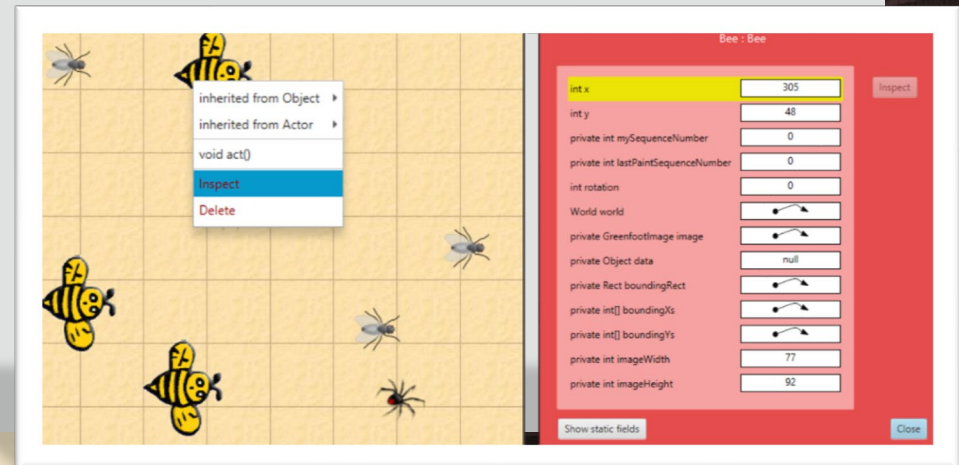 inherited from Object
inherited from Actor
void act()
Inspect
Delete
Bee : Bee
int x 305
int y 48
private int mySequenceNumber 0
private int lastPaintSequenceNumber 0
int rotation 0
World world
private GreenfootImage image
private Object data null
private Rect boundingRect
private int[] boundingXs
private int[] boundingYs
private int imageWidth 77
private int imageHeight 92
Inspect
Show static fields
Close